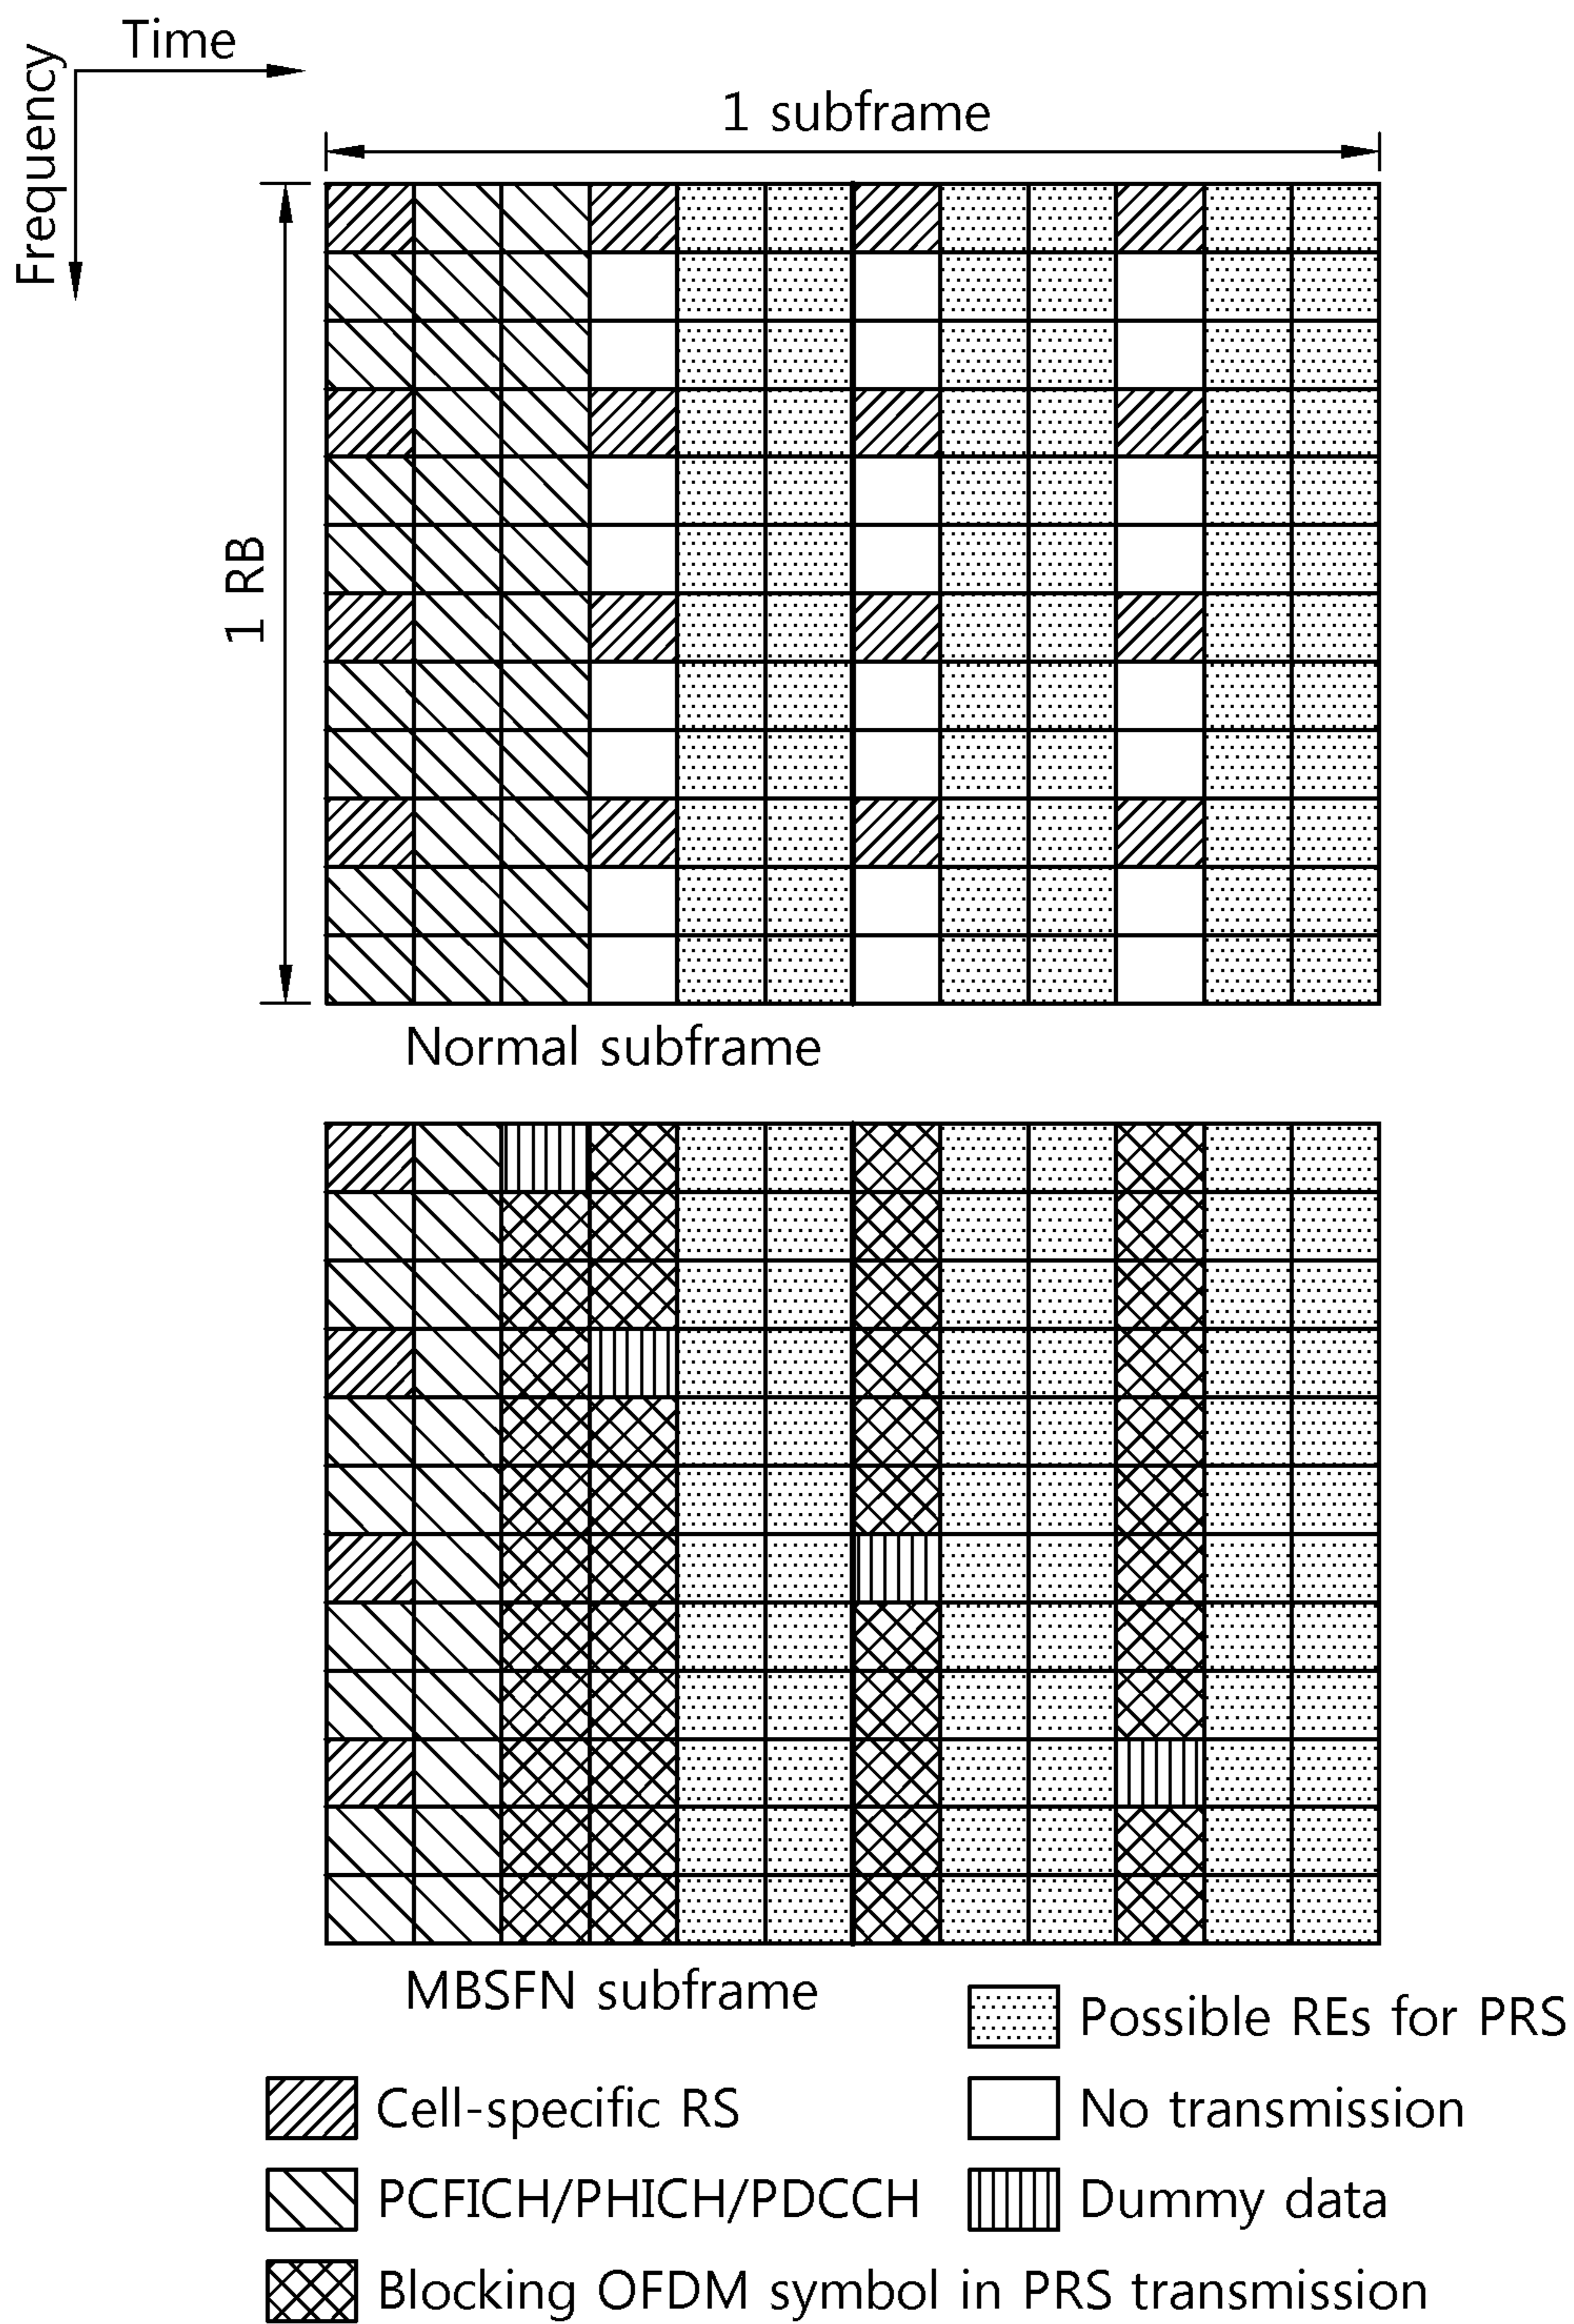 Time
Frequency
1 subframe
1 RB
Normal subframe
MBSFN subframe
Possible REs for PRS
Cell-specific RS
No transmission
PCFICH/PHICH/PDCCH
Dummy data
Blocking OFDM symbol in PRS transmission